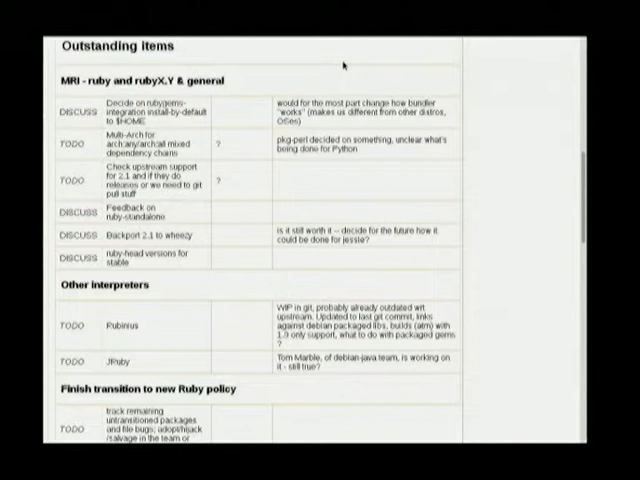 Outstanding items
MRI - ruby and rubyX.Y & general
DISCUSS
Decide on rubygems-
integration install-by-default
to $HOME
would for the most part change how bundler
"works" (makes us different from other distros,
OSes)
TODO
Multi-Arch for
arch:any/arch:all mixed
dependency chains
?
pkg-perl decided on something, unclear what's
being done for Python
TODO
Check upstream support
for 2.1 and if they do
releases or we need to git
pull stuff
?
DISCUSS
Feedback on
ruby-standalone
DISCUSS
Backport 2.1 to wheezy
is it still worth it -- decide for the future how it
could be done for jessie?
DISCUSS
ruby-head versions for
stable
Other interpreters
TODO
Rubinius
WIP in git, probably already outdated wrt
upstream. Updated to last git commit, links
against debian packaged libs, builds (atm) with
1.9 only support, what to do with packaged gems
?
TODO
JRuby
Tom Marble, of debian-java team, is working on
it - still true?
Finish transition to new Ruby policy
TODO
track remaining
untransitioned packages
and file bugs; adopt/hijack
/salvage in the team or